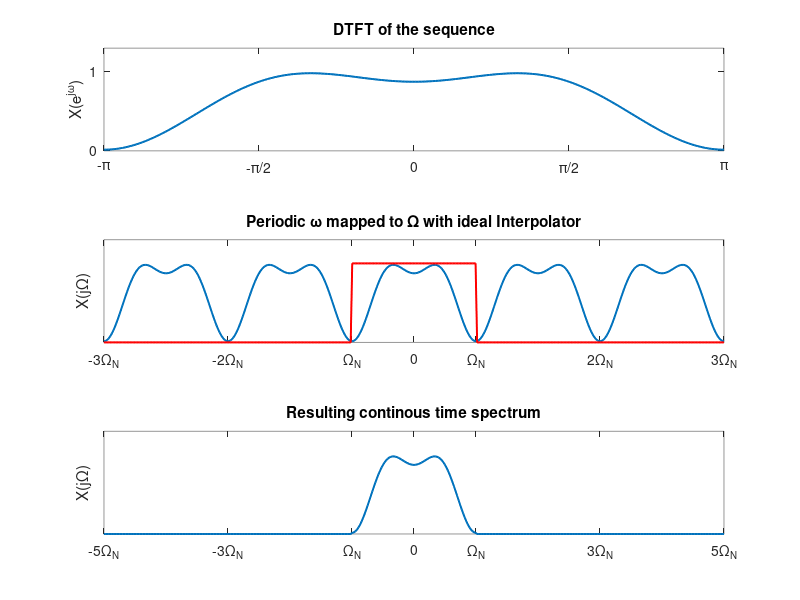 DTFT of the sequence
X(e^jω)
1
0
-π -π/2 0 π/2 π
Periodic ω mapped to Ω with ideal Interpolator
X(jΩ)
-3Ω_N -2Ω_N Ω_N 0 Ω_N 2Ω_N 3Ω_N
Resulting continous time spectrum
X(jΩ)
-5Ω_N -3Ω_N Ω_N 0 Ω_N 3Ω_N 5Ω_N